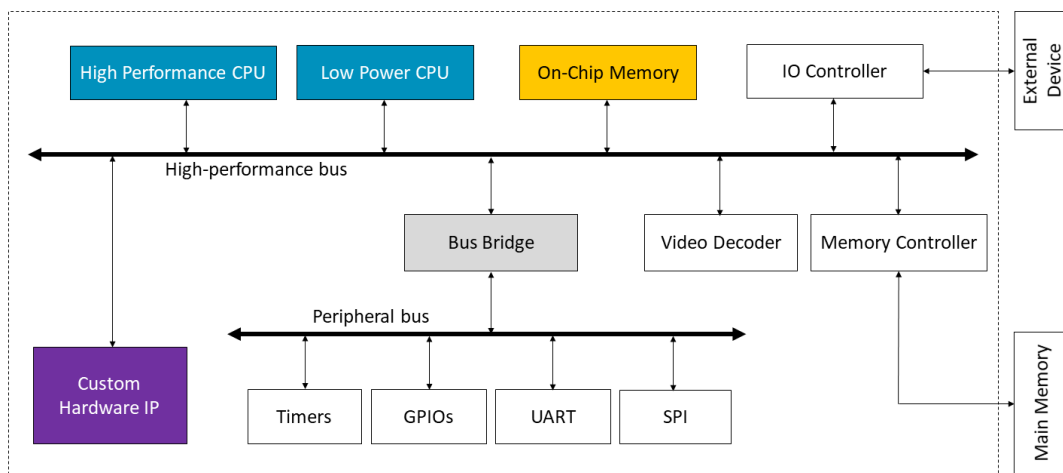 High Performance CPU
Low Power CPU
On-Chip Memory
IO Controller
External
Device
High-performance bus
Bus Bridge
Video Decoder
Memory Controller
Peripheral bus
Custom
Hardware IP
Timers
GPIOs
UART
SPI
Main Memory